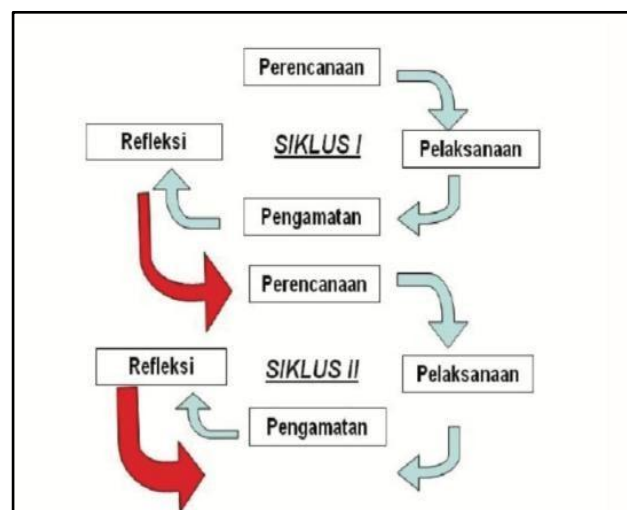 Perencanaan
Refleksi
SIKLUS I
Pelaksanaan
Pengamatan
Perencanaan
Refleksi
SIKLUS II
Pelaksanaan
Pengamatan